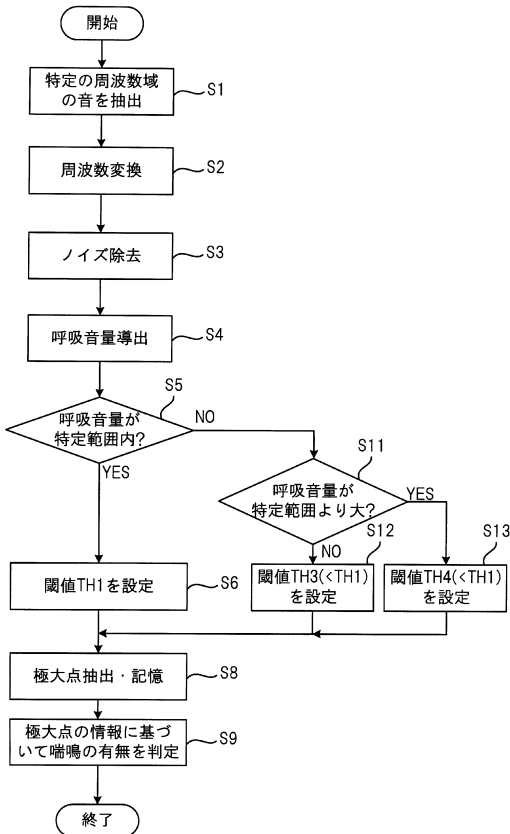 開始
特定の周波数域
の音を抽出
S1
周波数変換
S2
ノイズ除去
S3
呼吸音量導出
S4
S5
呼吸音量が
特定範囲内?
NO
YES
S11
呼吸音量が
特定範囲より大?
YES
NO
S12
S13
閾値TH1を設定
S6
閾値TH3(<TH1)
を設定
閾値TH4(<TH1)
を設定
極大点抽出・記憶
S8
極大点の情報に基づ
いて喘鳴の有無を判定
S9
終了